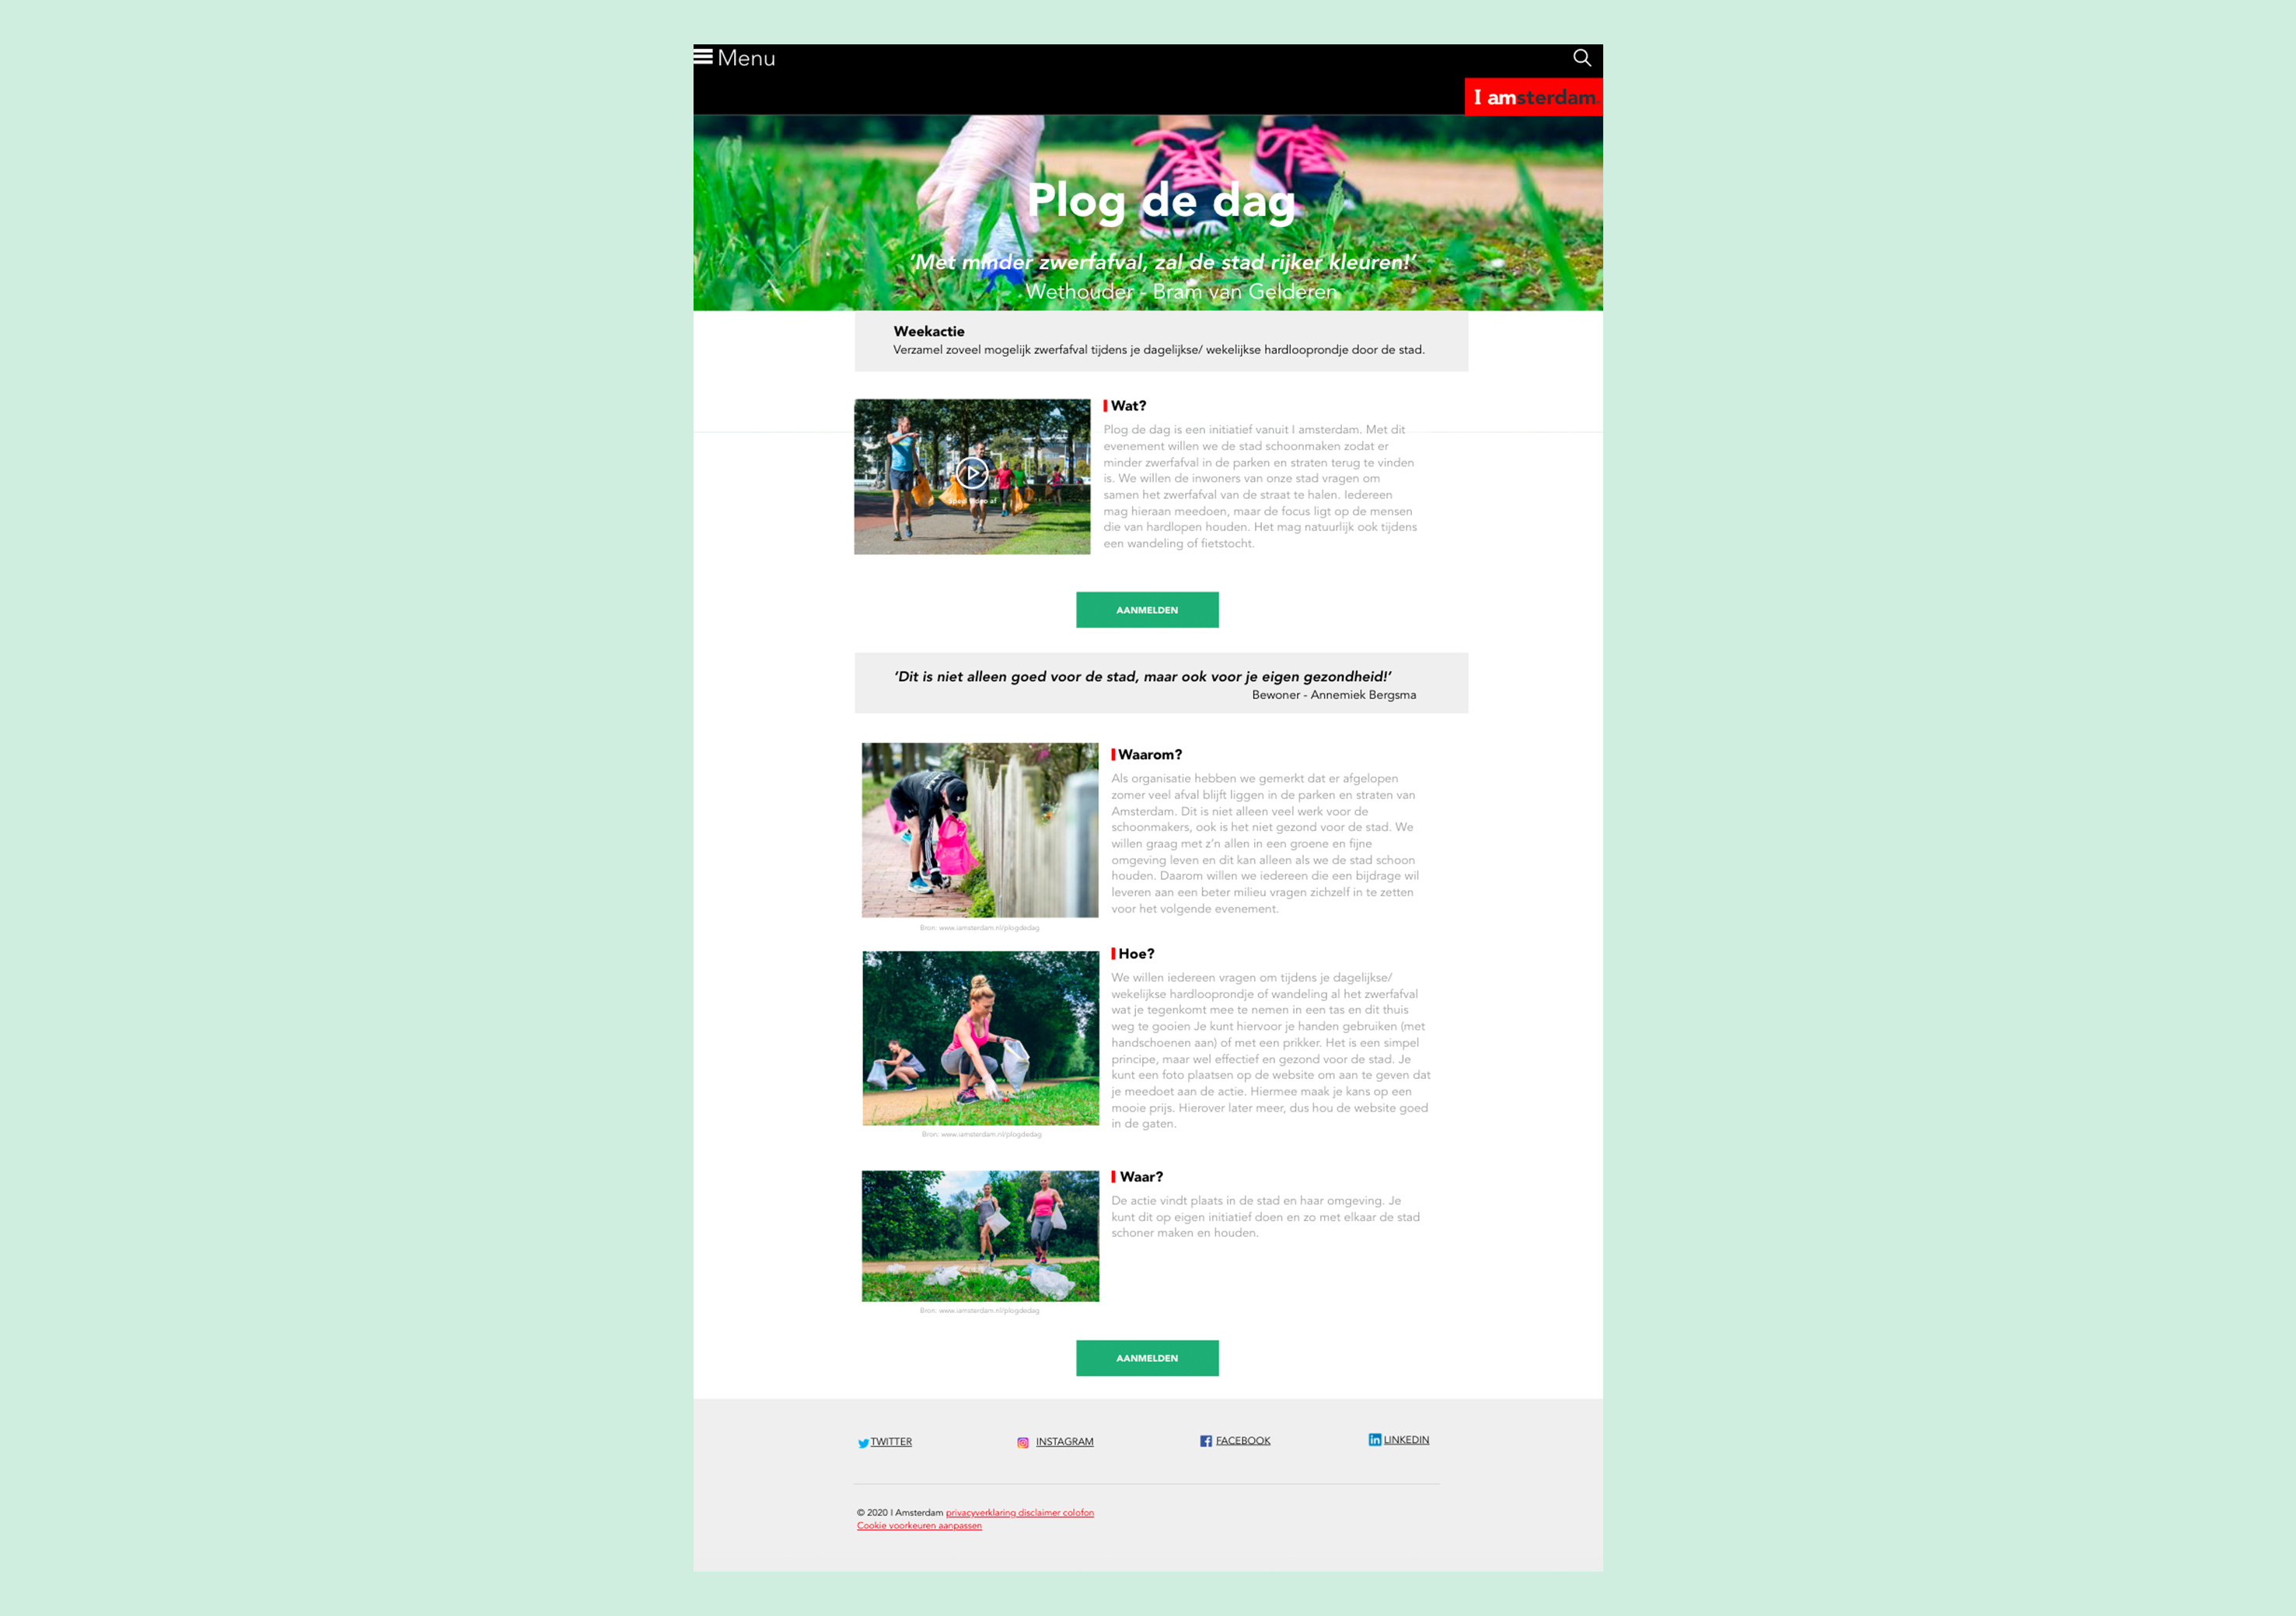 Menu
I amsterdam.
Plog de dag
‘Met minder zwerfafval, zal de stad rijker kleuren!’
Wethouder - Bram van Gelderen
Weekactie
Verzamel zoveel mogelijk zwerfafval tijdens je dagelijkse/ wekelijkse hardlooprondje door de stad.
Speel video af
Wat?
Plog de dag is een initiatief vanuit I amsterdam. Met dit
evenement willen we de stad schoonmaken zodat er
minder zwerfafval in de parken en straten terug te vinden
is. We willen de inwoners van onze stad vragen om
samen het zwerfafval van de straat te halen. Iedereen
mag hieraan meedoen, maar de focus ligt op de mensen
die van hardlopen houden. Het mag natuurlijk ook tijdens
een wandeling of fietstocht.
AANMELDEN
‘Dit is niet alleen goed voor de stad, maar ook voor je eigen gezondheid!’
Bewoner - Annemiek Bergsma
Waarom?
Als organisatie hebben we gemerkt dat er afgelopen
zomer veel afval blijft liggen in de parken en straten van
Amsterdam. Dit is niet alleen veel werk voor de
schoonmakers, ook is het niet gezond voor de stad. We
willen graag met z’n allen in een groene en fijne
omgeving leven en dit kan alleen als we de stad schoon
houden. Daarom willen we iedereen die een bijdrage wil
leveren aan een beter milieu vragen zichzelf in te zetten
voor het volgende evenement.
Bron: www.iamsterdam.nl/plogdedag
Hoe?
We willen iedereen vragen om tijdens je dagelijkse/
wekelijkse hardlooprondje of wandeling al het zwerfafval
wat je tegenkomt mee te nemen in een tas en dit thuis
weg te gooien Je kunt hiervoor je handen gebruiken (met
handschoenen aan) of met een prikker. Het is een simpel
principe, maar wel effectief en gezond voor de stad. Je
kunt een foto plaatsen op de website om aan te geven dat
je meedoet aan de actie. Hiermee maak je kans op een
mooie prijs. Hierover later meer, dus hou de website goed
in de gaten.
Bron: www.iamsterdam.nl/plogdedag
Waar?
De actie vindt plaats in de stad en haar omgeving. Je
kunt dit op eigen initiatief doen en zo met elkaar de stad
schoner maken en houden.
Bron: www.iamsterdam.nl/plogdedag
AANMELDEN
TWITTER
INSTAGRAM
FACEBOOK
LINKEDIN
© 2020 I Amsterdam privacyverklaring disclaimer colofon
Cookie voorkeuren aanpassen